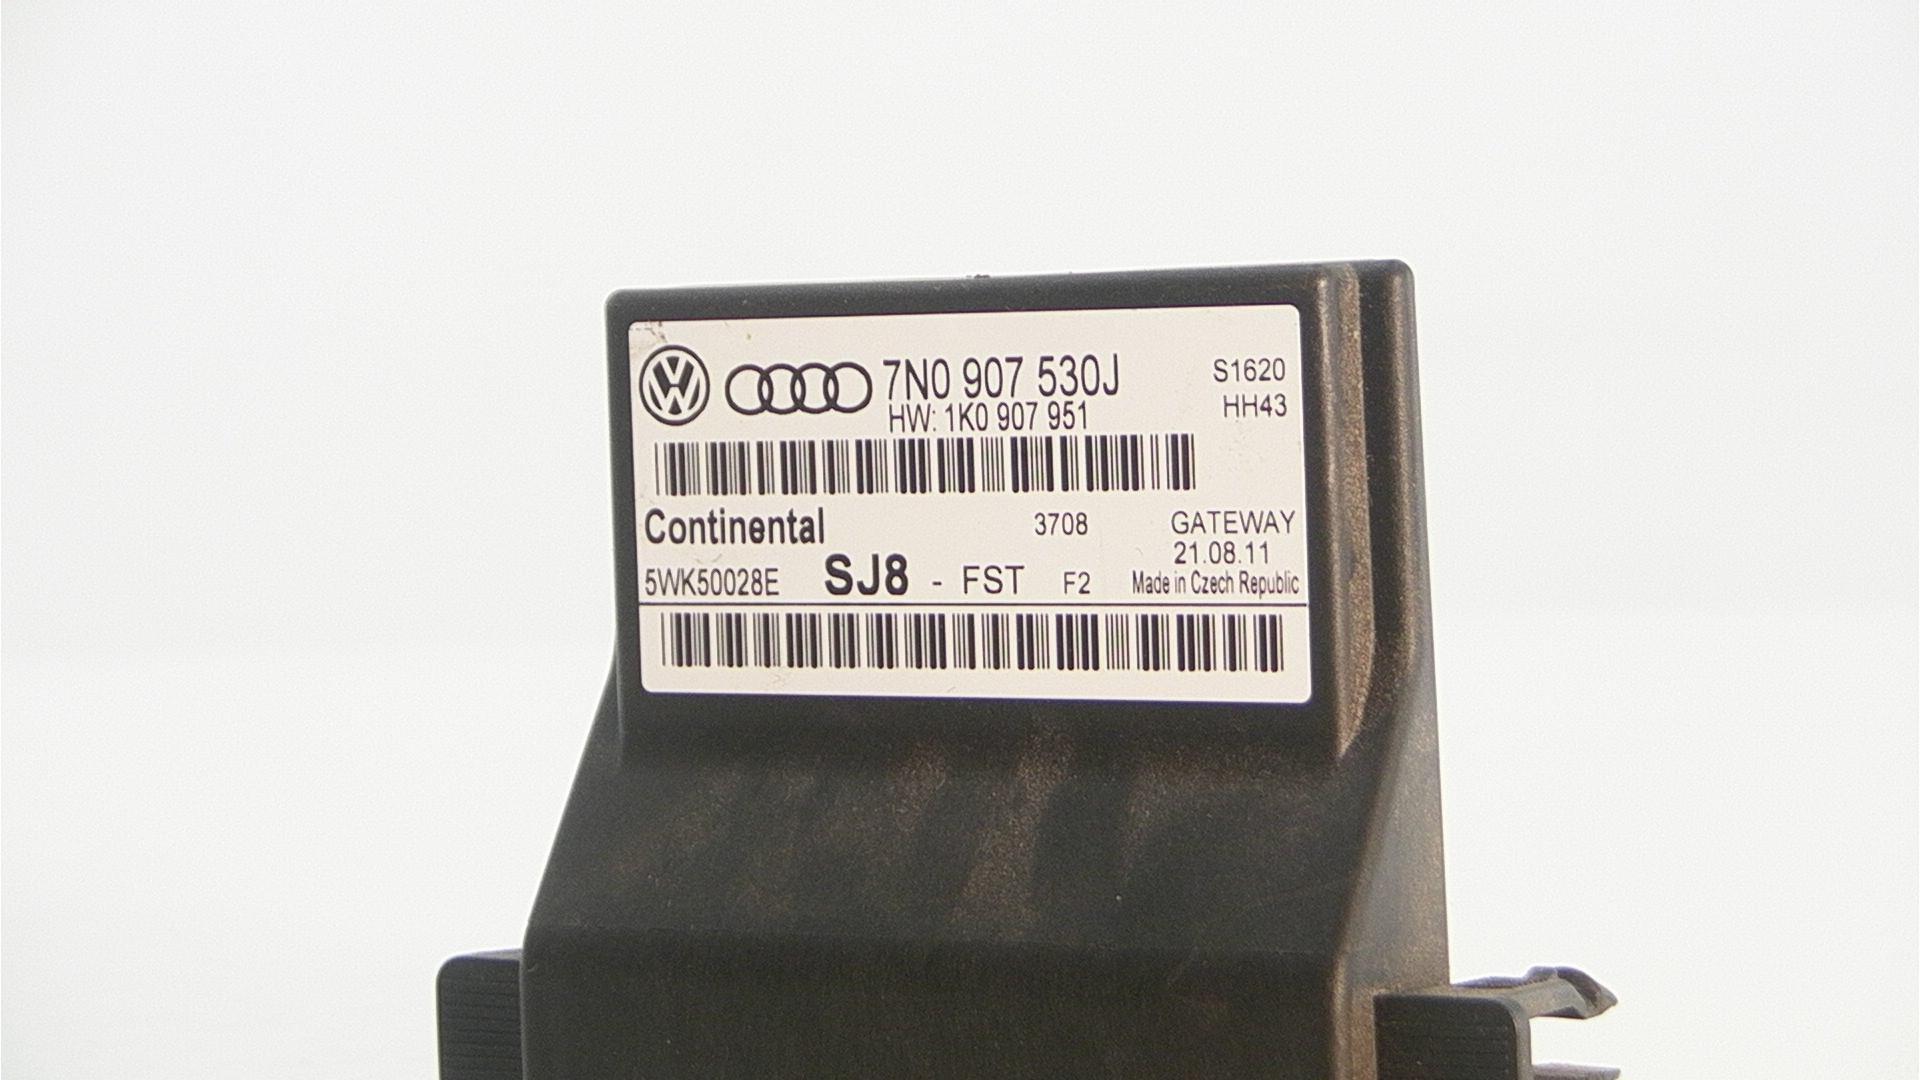 7N0 907 530J S1620
HW: 1K0 907 951 HH43
Continental 3708 GATEWAY
21.08.11
5WK50028E SJ8 - FST F2 Made in Czech Republic